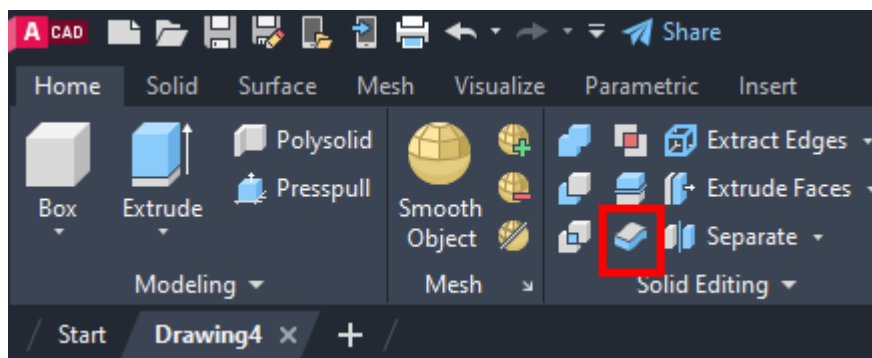 A CAD Share
Home Solid Surface Mesh Visualize Parametric Insert
Polysolid Extract Edges
Presspull Extrude Faces
Box Extrude Smooth
Object Separate
Modeling Mesh Solid Editing
Start Drawing4